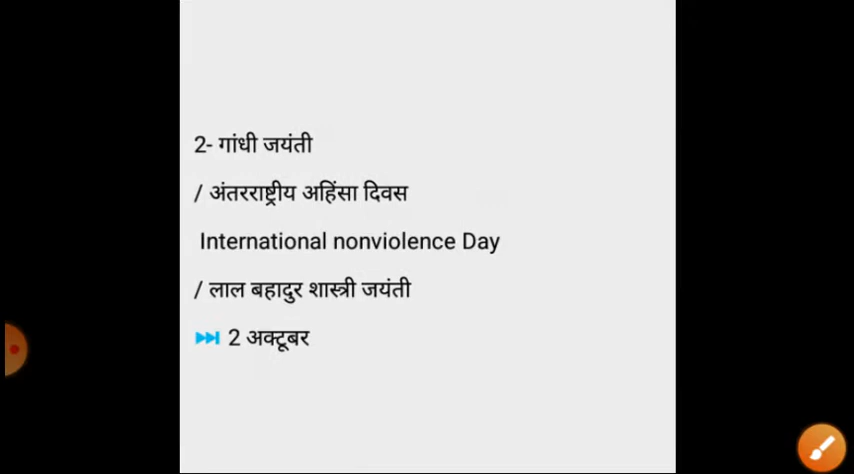 2- गांधी जयंती
/ अंतरराष्ट्रीय अहिंसा दिवस
International nonviolence Day
/ लाल बहादुर शास्त्री जयंती
⏭ 2 अक्टूबर